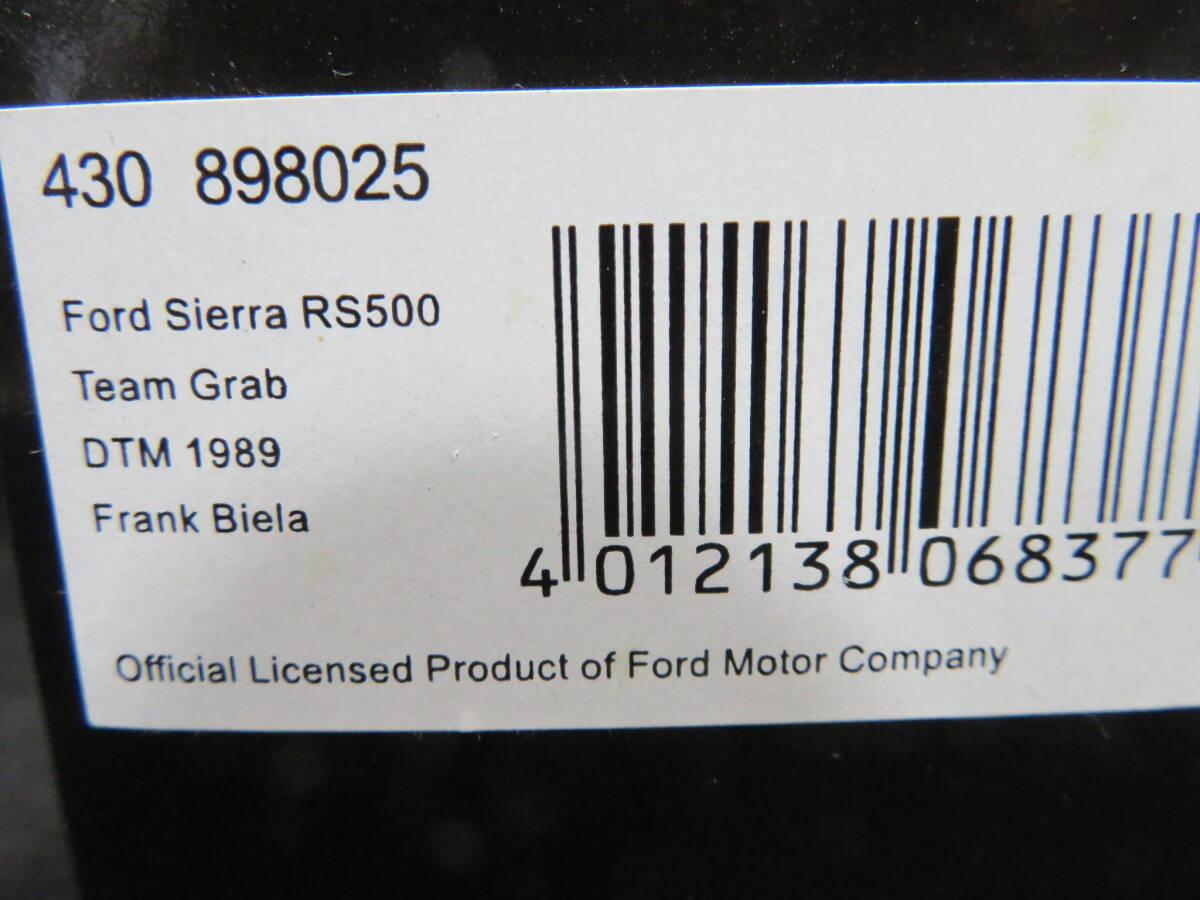 430 898025
Ford Sierra RS500
Team Grab
DTM 1989
Frank Biela
4 012138 068377
Official Licensed Product of Ford Motor Company